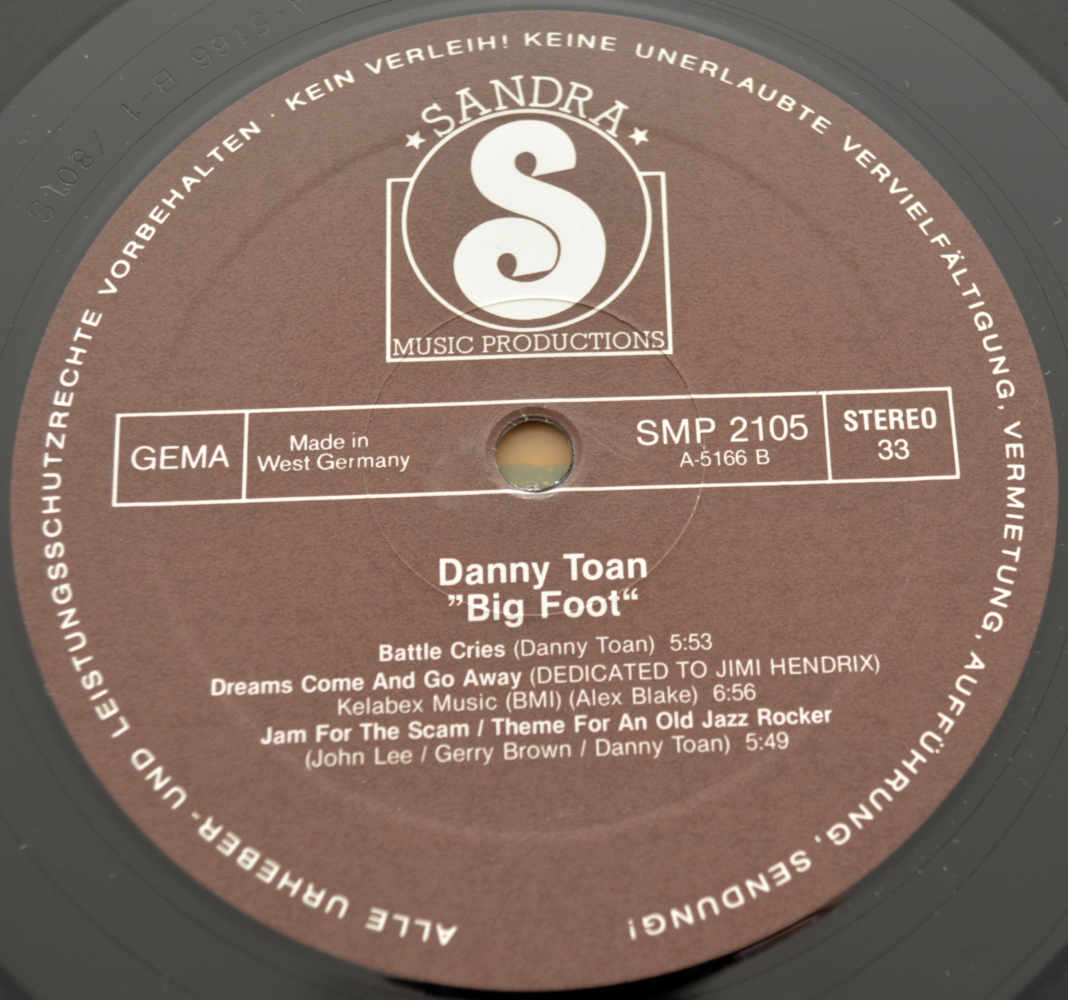 ALLE URHEBER- UND LEISTUNGSSCHUTZRECHTE VORBEHALTEN . KEIN VERLEIH! KEINE UNERLAUBTE VERVIELFÄLTIGUNG, VERMIETUNG, AUFFÜHRUNG, SENDUNG!
SANDRA
S
MUSIC PRODUCTIONS
GEMA
Made in
West Germany
SMP 2105
A-5166 B
STEREO
33
Danny Toan
”Big Foot“
Battle Cries (Danny Toan) 5:53
Dreams Come And Go Away (DEDICATED TO JIMI HENDRIX)
Kelabex Music (BMI) (Alex Blake) 6:56
Jam For The Scam / Theme For An Old Jazz Rocker
(John Lee / Gerry Brown / Danny Toan) 5:49